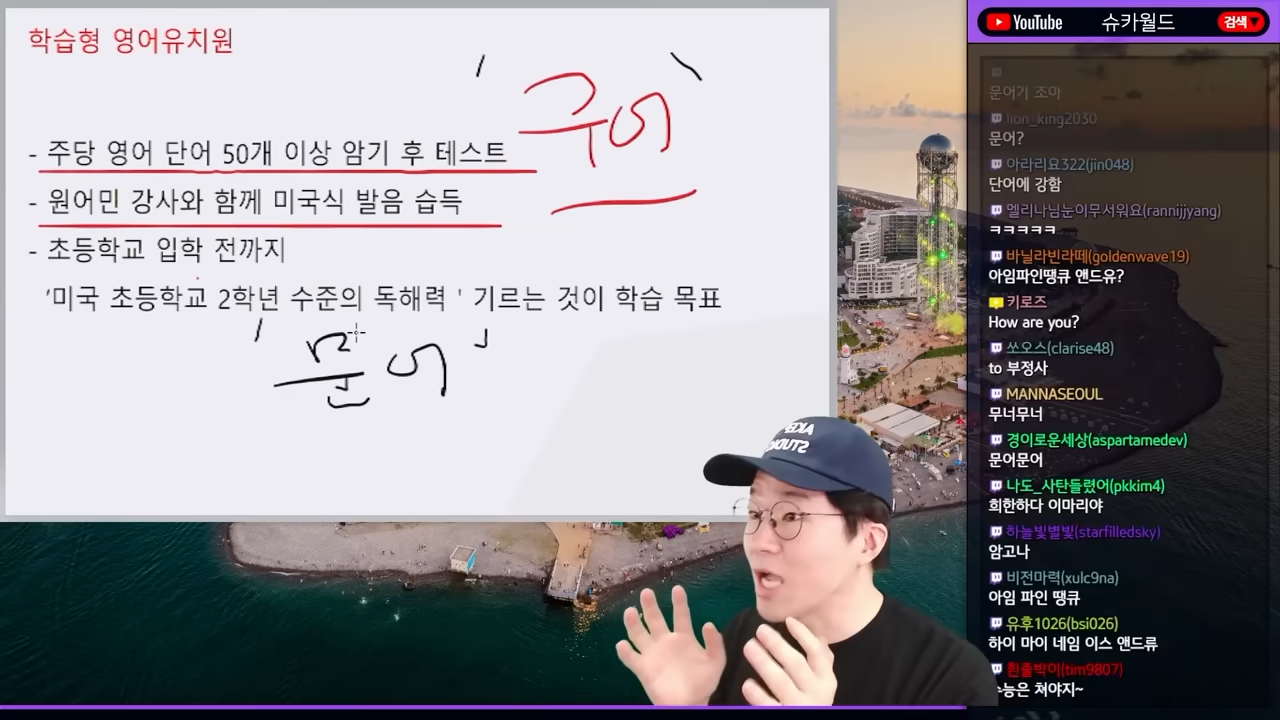 학습형 영어유치원
'구어'
- 주당 영어 단어 50개 이상 암기 후 테스트
- 원어민 강사와 함께 미국식 발음 습득
- 초등학교 입학 전까지
'미국 초등학교 2학년 수준의 독해력 ' 기르는 것이 학습 목표
'문어'
YouTube 슈카월드 검색
문어기 조아
lion_king2030
문어?
아라리요322(jin048)
단어에 강함
멜리나님눈이무서워요(rannijjyang)
ㅋㅋㅋㅋㅋ
바닐라빈라떼(goldenwave19)
아임파인땡큐 앤드유?
키로즈
How are you?
쏘오스(clarise48)
to 부정사
MANNASEOUL
무너무너
경이로운세상(aspartamedev)
문어문어
나도_사탄들렸어(pkkim4)
희한하다 이마리야
하늘빛별빛(starfilledsky)
암고나
비전마력(xulc9na)
아임 파인 땡큐
유후1026(bsi026)
하이 마이 네임 이스 앤드류
흰줄박이(tim9807)
수능은 쳐야지~